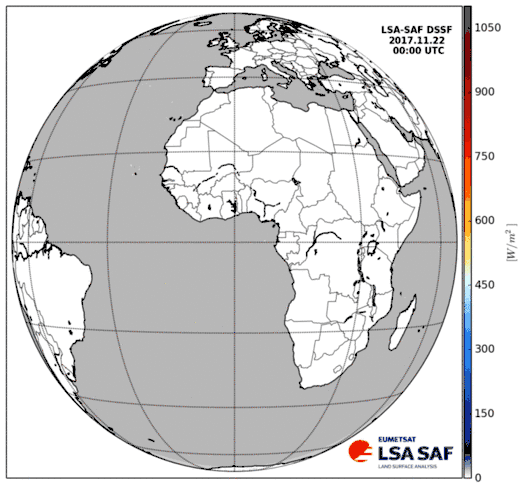 LSA-SAF DSSF
2017.11.22
00:00 UTC
1050
900
750
600
450
300
150
0
[W/m²]
EUMETSAT
LSA SAF
LAND SURFACE ANALYSIS